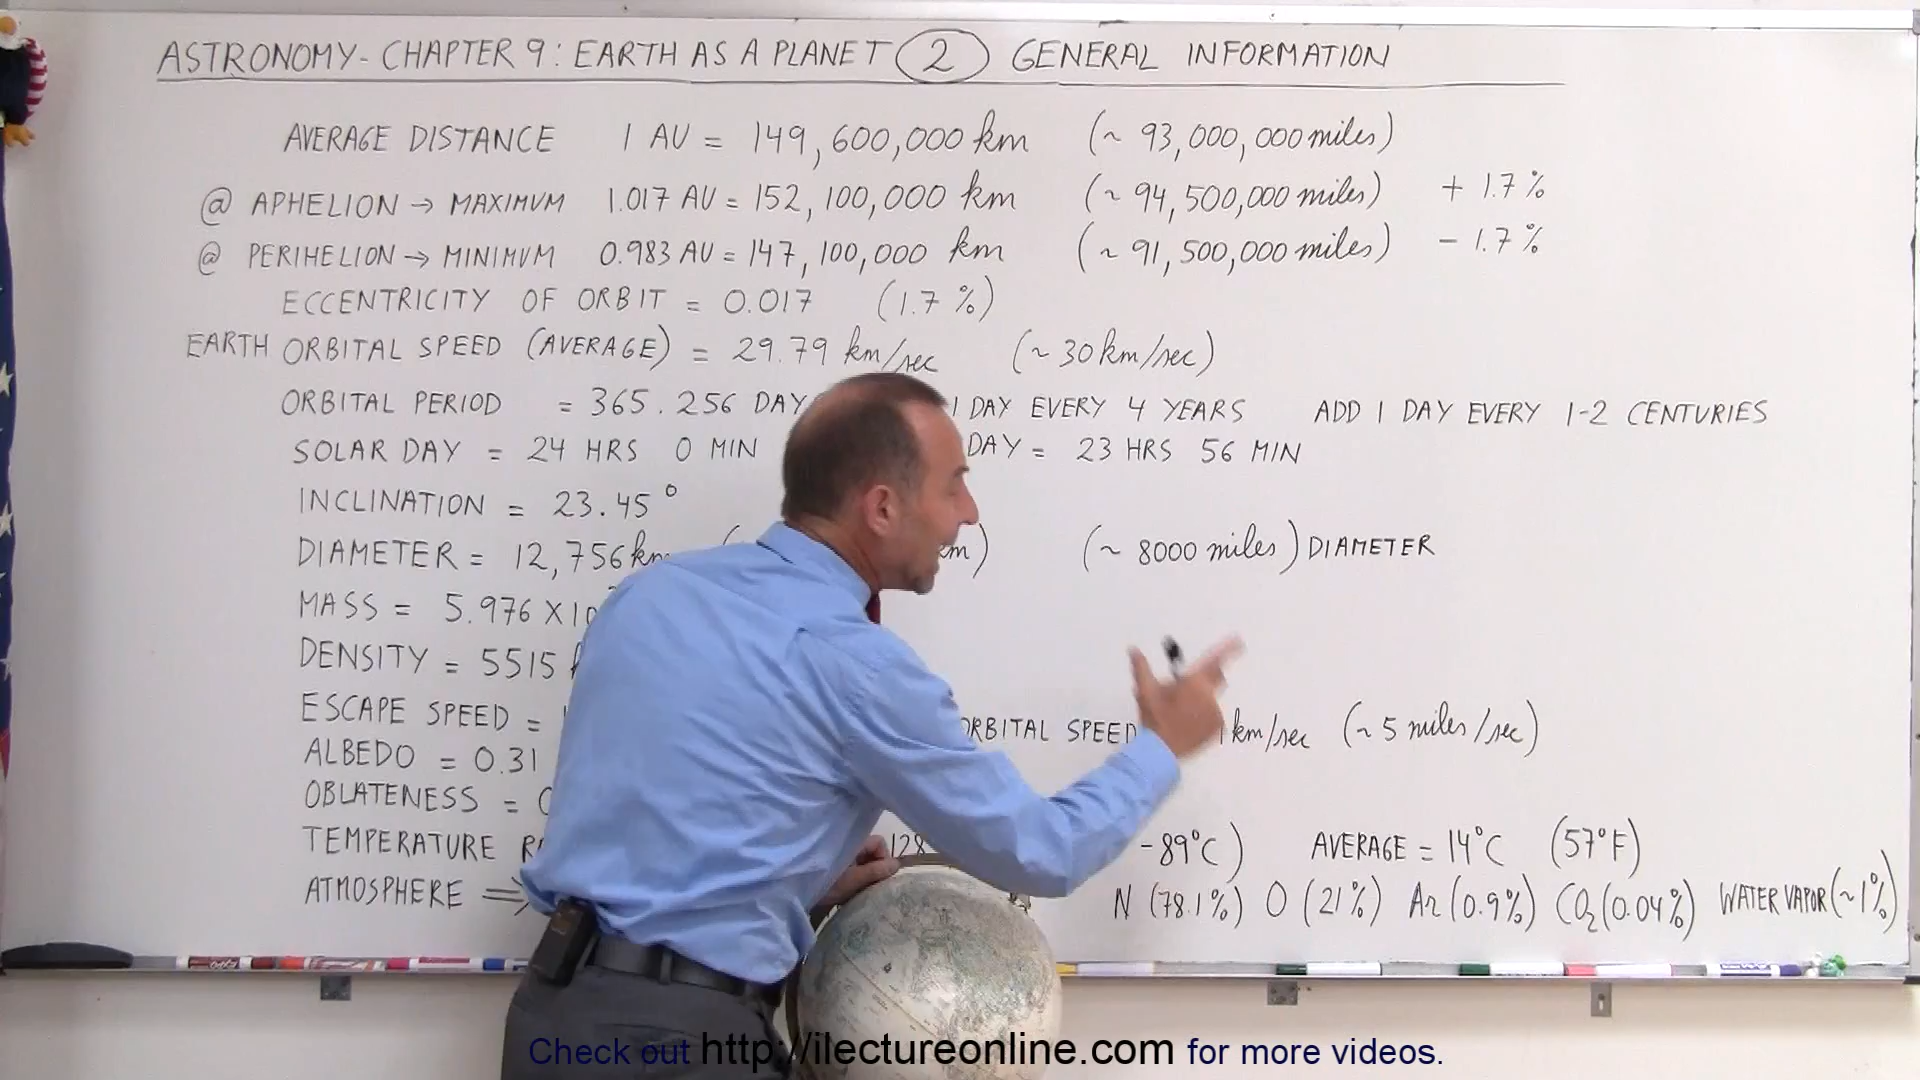 ASTRONOMY - CHAPTER 9: EARTH AS A PLANET 2 GENERAL INFORMATION
AVERAGE DISTANCE 1 AU = 149,600,000 km (~ 93,000,000 miles)
@ APHELION → MAXIMUM 1.017 AU = 152,100,000 km (~ 94,500,000 miles) + 1.7 %
@ PERIHELION → MINIMUM 0.983 AU = 147,100,000 km (~ 91,500,000 miles) - 1.7 %
ECCENTRICITY OF ORBIT = 0.017 (1.7 %)
EARTH ORBITAL SPEED (AVERAGE) = 29.79 km/sec (~ 30 km/sec)
ORBITAL PERIOD = 365.256 DAY 1 DAY EVERY 4 YEARS ADD 1 DAY EVERY 1-2 CENTURIES
SOLAR DAY = 24 HRS 0 MIN DAY = 23 HRS 56 MIN
INCLINATION = 23.45°
DIAMETER = 12,756 km km) (~ 8000 miles) DIAMETER
MASS = 5.976 X 10
DENSITY = 5515
ESCAPE SPEED = ORBITAL SPEED km/sec (~ 5 miles/sec)
ALBEDO = 0.31
OBLATENESS =
TEMPERATURE 128 -89°C) AVERAGE = 14°C (57°F)
ATMOSPHERE ⇒ N (78.1%) O (21%) Ar (0.9%) CO₂ (0.04%) WATER VAPOR (~1%)
Check out http://ilectureonline.com for more videos.